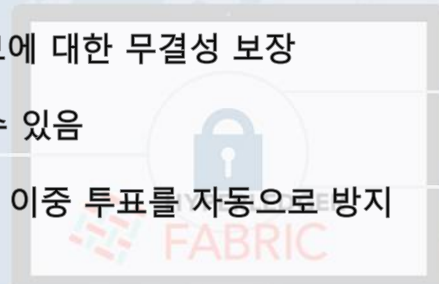 에 대한 무결성 보장
있음
이중 투표를 자동으로 방지
HYPERLEDGER
FABRIC